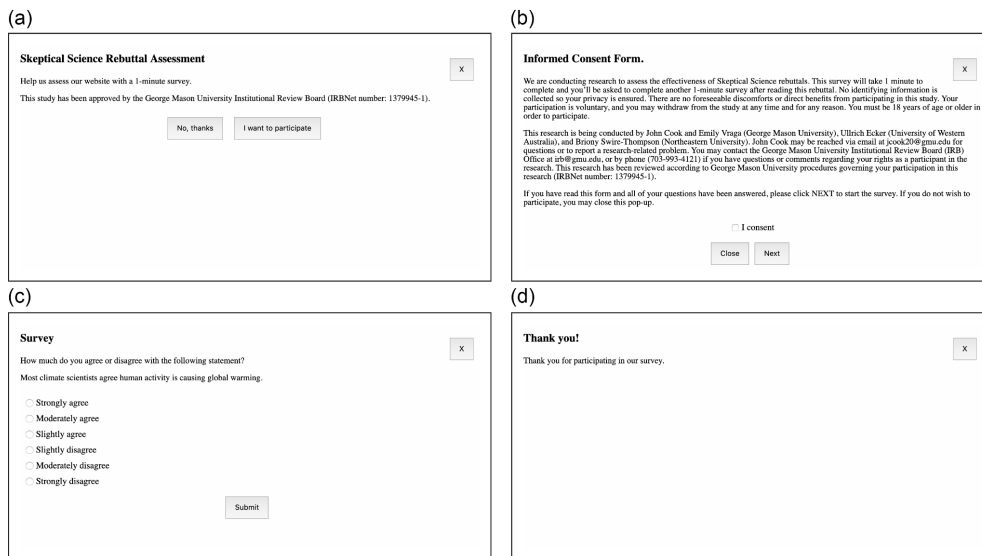 (a)
Skeptical Science Rebuttal Assessment
X
Help us assess our website with a 1-minute survey.
This study has been approved by the George Mason University Institutional Review Board (IRBNet number: 1379945-1).
No, thanks
I want to participate
(b)
Informed Consent Form.
X
We are conducting research to assess the effectiveness of Skeptical Science rebuttals. This survey will take 1 minute to
complete and you'll be asked to complete another 1-minute survey after reading this rebuttal. No identifying information is
collected so your privacy is ensured. There are no foreseeable discomforts or direct benefits from participating in this study. Your
participation is voluntary, and you may withdraw from the study at any time and for any reason. You must be 18 years of age or older in
order to participate.
This research is being conducted by John Cook and Emily Vraga (George Mason University), Ullrich Ecker (University of Western
Australia), and Briony Swire-Thompson (Northeastern University). John Cook may be reached via email at jcook20@gmu.edu for
questions or to report a research-related problem. You may contact the George Mason University Institutional Review Board (IRB)
Office at irb@gmu.edu, or by phone (703-993-4121) if you have questions or comments regarding your rights as a participant in the
research. This research has been reviewed according to George Mason University procedures governing your participation in this
research (IRBNet number: 1379945-1).
If you have read this form and all of your questions have been answered, please click NEXT to start the survey. If you do not wish to
participate, you may close this pop-up.
I consent
Close
Next
(c)
Survey
X
How much do you agree or disagree with the following statement?
Most climate scientists agree human activity is causing global warming.
Strongly agree
Moderately agree
Slightly agree
Slightly disagree
Moderately disagree
Strongly disagree
Submit
(d)
Thank you!
X
Thank you for participating in our survey.